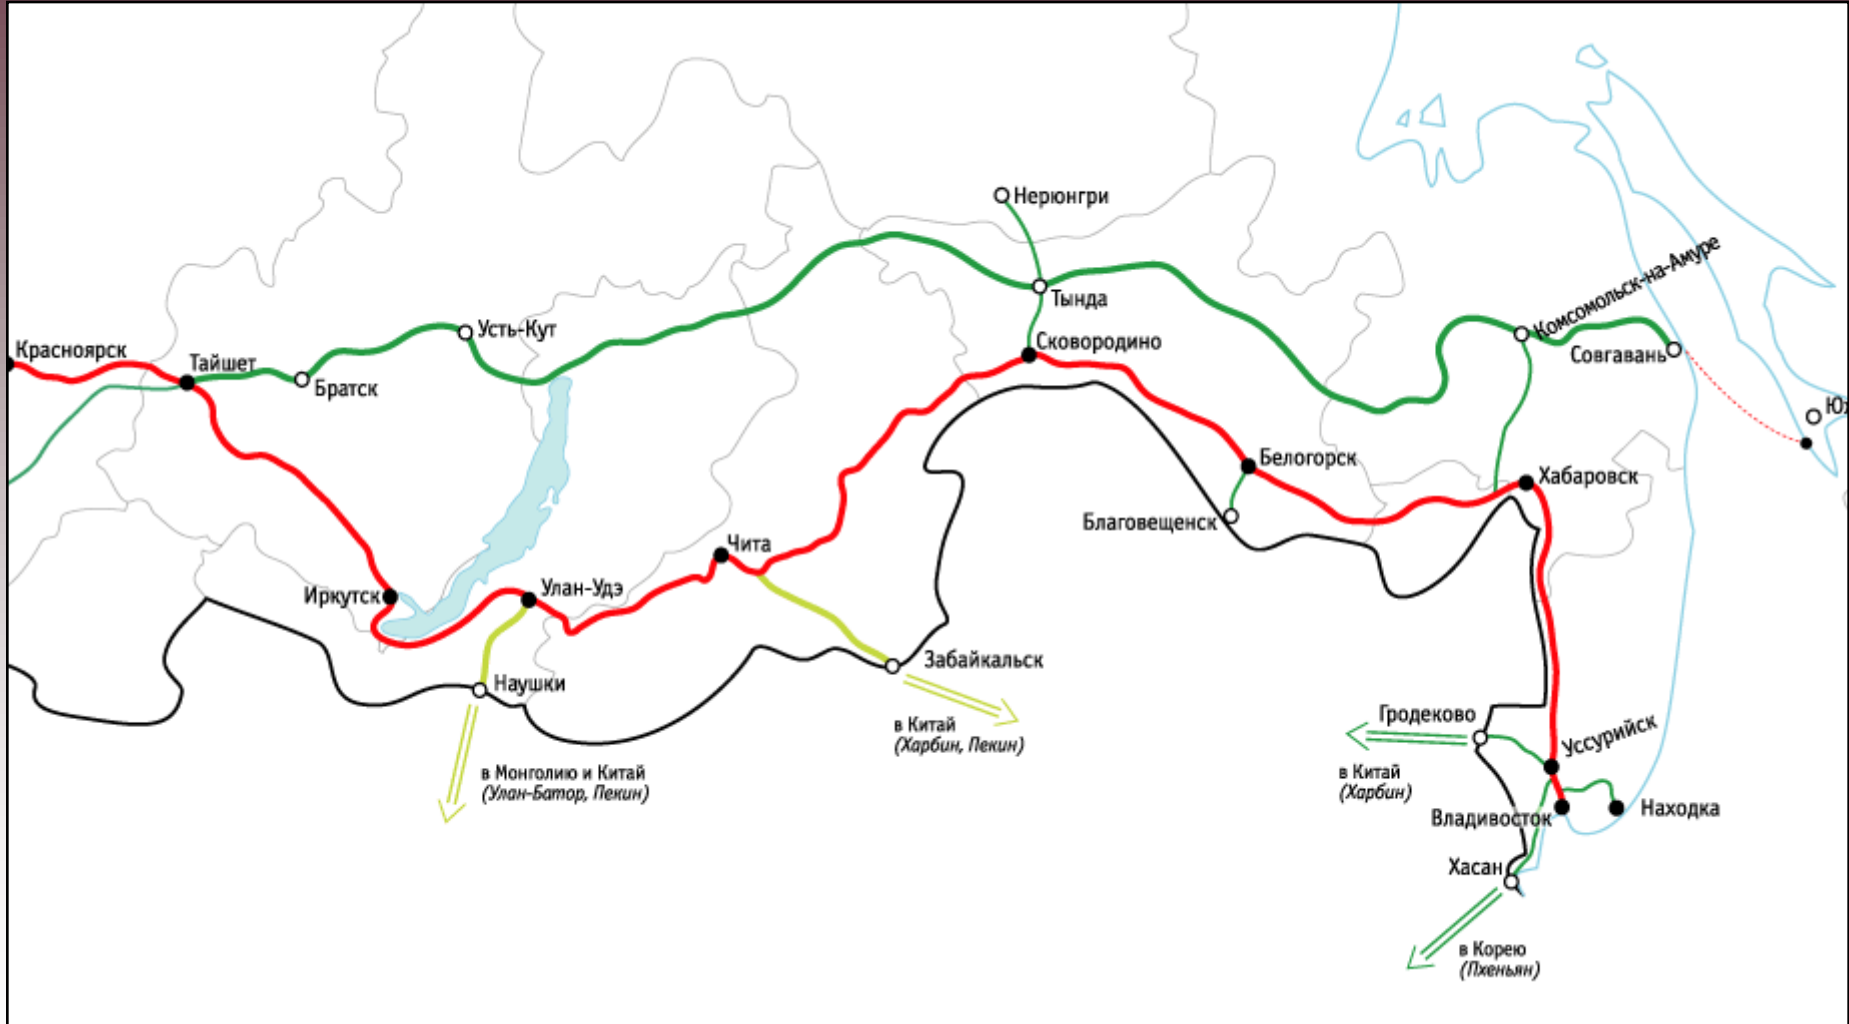 Нерюнгри
Комсомольск-на-Амуре
Тында
Усть-Кут
Сковородино
Красноярск
Тайшет
Совгавань
Братск
Белогорск
Хабаровск
Благовещенск
Чита
Иркутск
Улан-Удэ
Забайкальск
Наушки
в Китай
(Харбин, Пекин)
Гродеково
Уссурийск
в Монголию и Китай
(Улан-Батор, Пекин)
в Китай
(Харбин)
Владивосток
Находка
Хасан
в Корею
(Пхеньян)